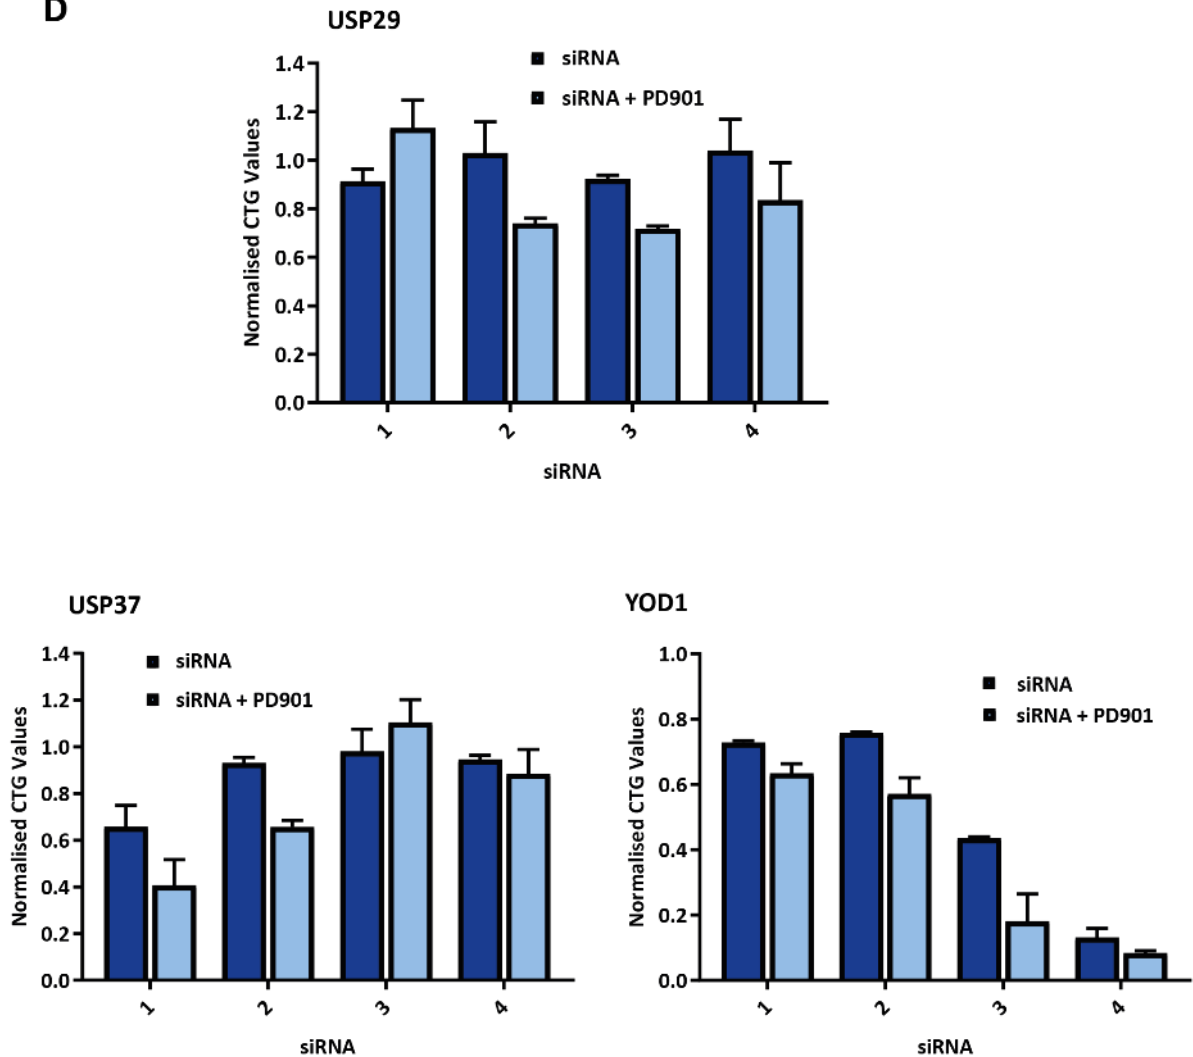 D
USP29
siRNA
siRNA + PD901
Normalised CTG Values
1.4
1.2
1.0
0.8
0.6
0.4
0.2
0.0
1
2
3
4
siRNA
USP37
siRNA
siRNA + PD901
Normalised CTG Values
1.4
1.2
1.0
0.8
0.6
0.4
0.2
0.0
1
2
3
4
siRNA
YOD1
siRNA
siRNA + PD901
Normalised CTG Values
1.0
0.8
0.6
0.4
0.2
0.0
1
2
3
4
siRNA